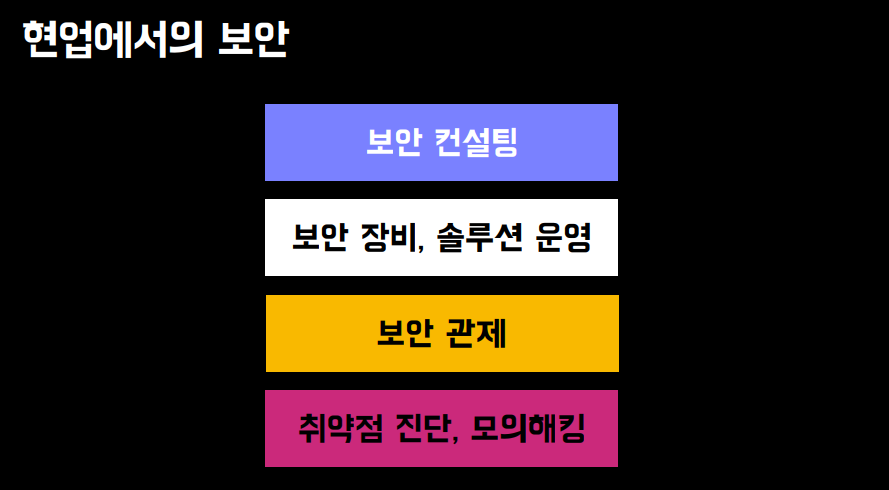 현업에서의 보안
보안 컨설팅
보안 장비, 솔루션 운영
보안 관제
취약점 진단, 모의해킹